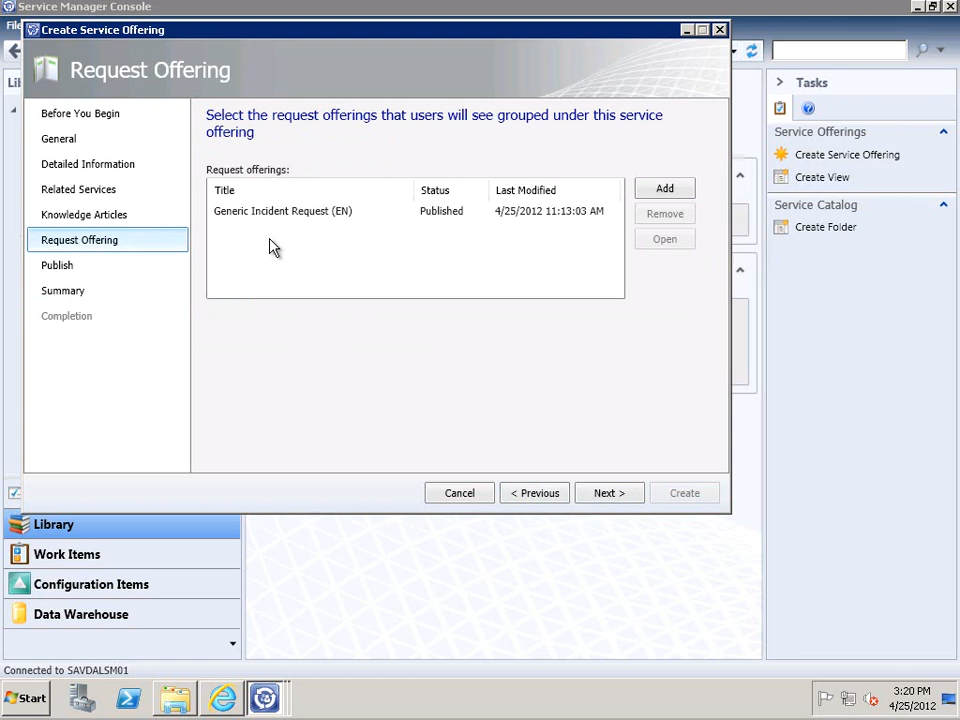 Service Manager Console
Create Service Offering
Request Offering
Before You Begin
General
Detailed Information
Related Services
Knowledge Articles
Request Offering
Publish
Summary
Completion
Select the request offerings that users will see grouped under this service
offering
Request offerings:
Title Status Last Modified
Generic Incident Request (EN) Published 4/25/2012 11:13:03 AM
Add
Remove
Open
Cancel
< Previous
Next >
Create
Tasks
Service Offerings
Create Service Offering
Create View
Service Catalog
Create Folder
Library
Work Items
Configuration Items
Data Warehouse
Connected to SAVDALSM01
Start
3:20 PM
4/25/2012